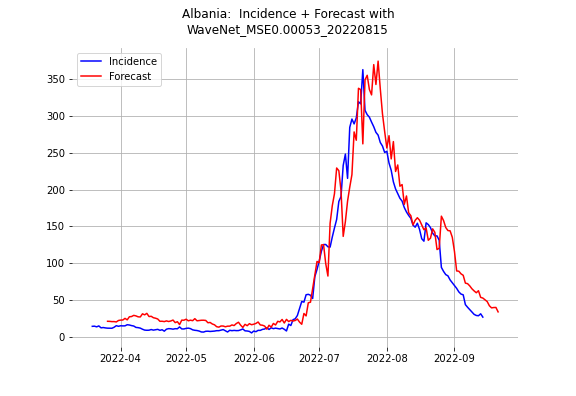 Albania:  Incidence + Forecast with
WaveNet_MSE0.00053_20220815
Incidence
Forecast
350
300
250
200
150
100
50
0
2022-04 2022-05 2022-06 2022-07 2022-08 2022-09